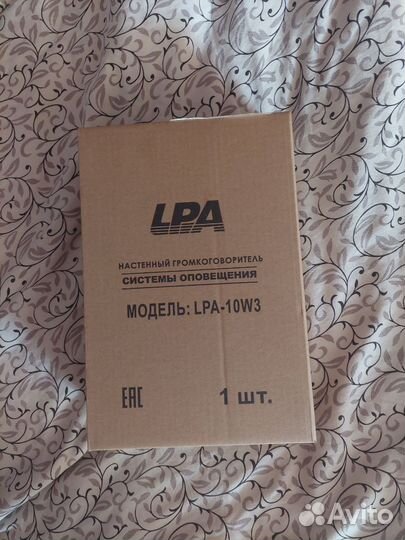 LPA
НАСТЕННЫЙ ГРОМКОГОВОРИТЕЛЬ
СИСТЕМЫ ОПОВЕЩЕНИЯ
МОДЕЛЬ: LPA-10W3
EAC 1 шт.
Avito